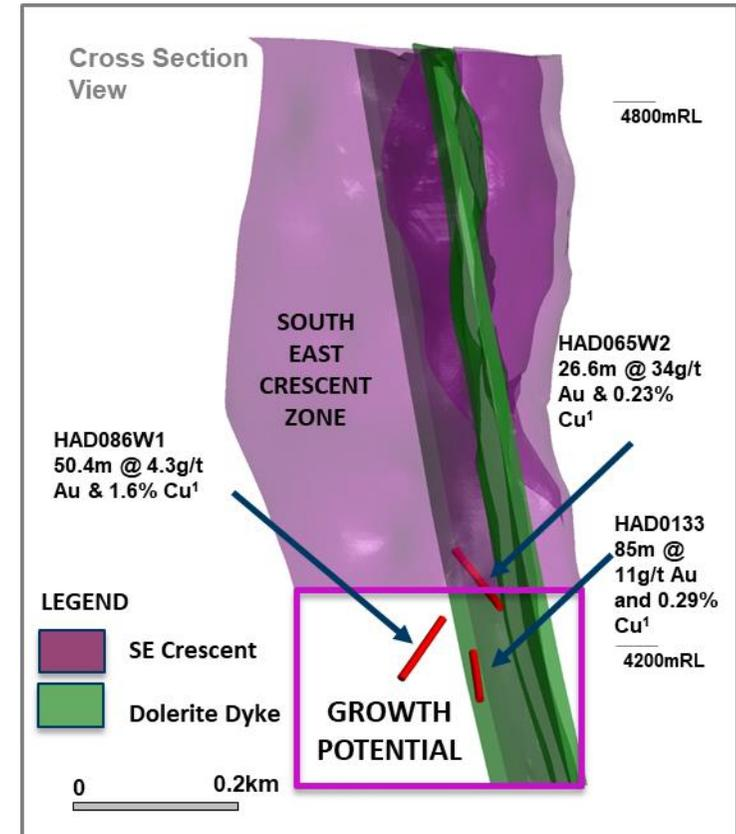 Cross Section
View
4800mRL
SOUTH
EAST
CRESCENT
ZONE
HAD065W2
26.6m @ 34g/t
Au & 0.23%
Cu¹
HAD086W1
50.4m @ 4.3g/t
Au & 1.6% Cu¹
HAD0133
85m @
11g/t Au
and 0.29%
Cu¹
4200mRL
LEGEND
SE Crescent
Dolerite Dyke
GROWTH
POTENTIAL
0 0.2km